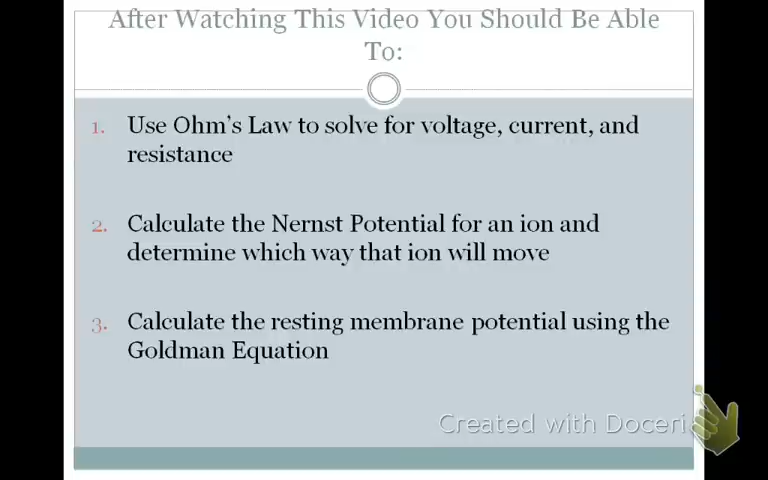 After Watching This Video You Should Be Able
To:
1. Use Ohm's Law to solve for voltage, current, and
resistance
2. Calculate the Nernst Potential for an ion and
determine which way that ion will move
3. Calculate the resting membrane potential using the
Goldman Equation
Created with Doceri